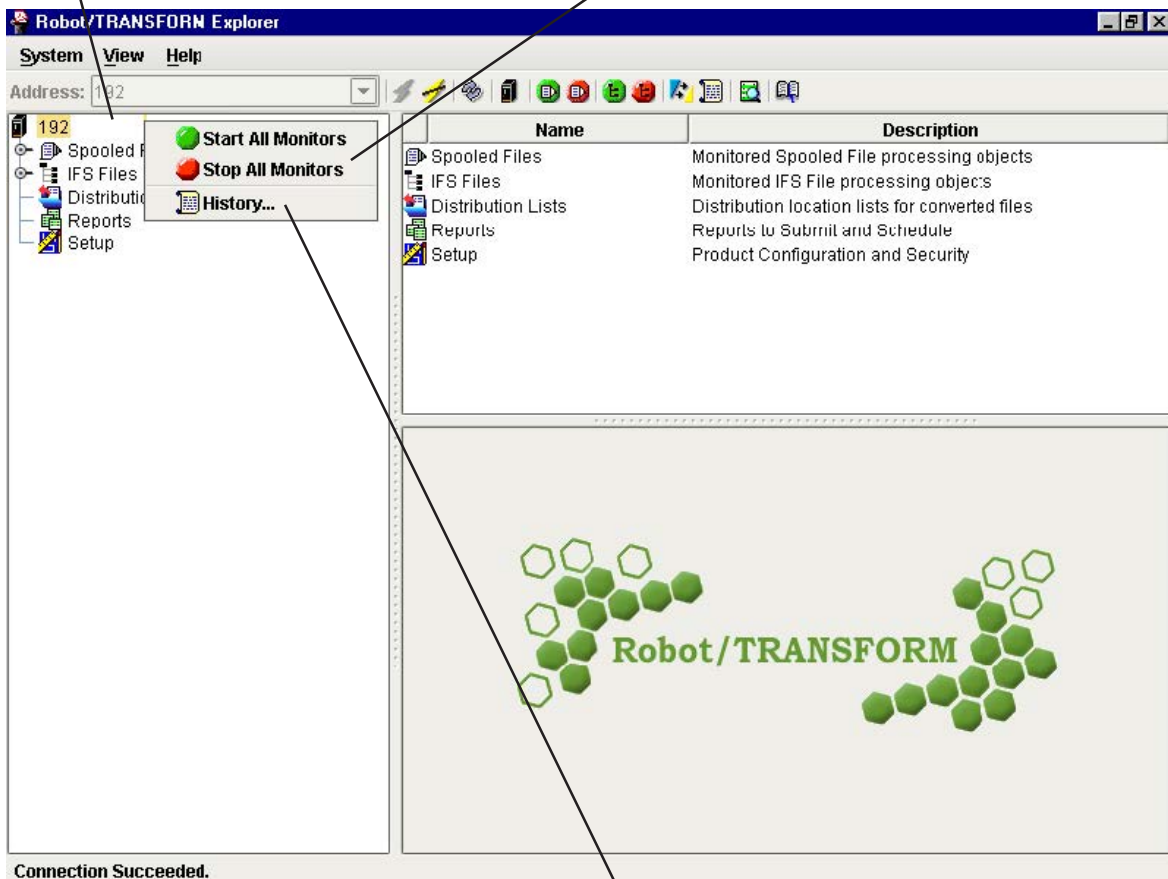 Robot/TRANSFORM Explorer
System View Help
Address: 192
192
Spooled F
IFS Files
Distributio
Reports
Setup
Start All Monitors
Stop All Monitors
History...
Name Description
Spooled Files Monitored Spooled File processing objects
IFS Files Monitored IFS File processing objects
Distribution Lists Distribution location lists for converted files
Reports Reports to Submit and Schedule
Setup Product Configuration and Security
Robot/TRANSFORM
Connection Succeeded.